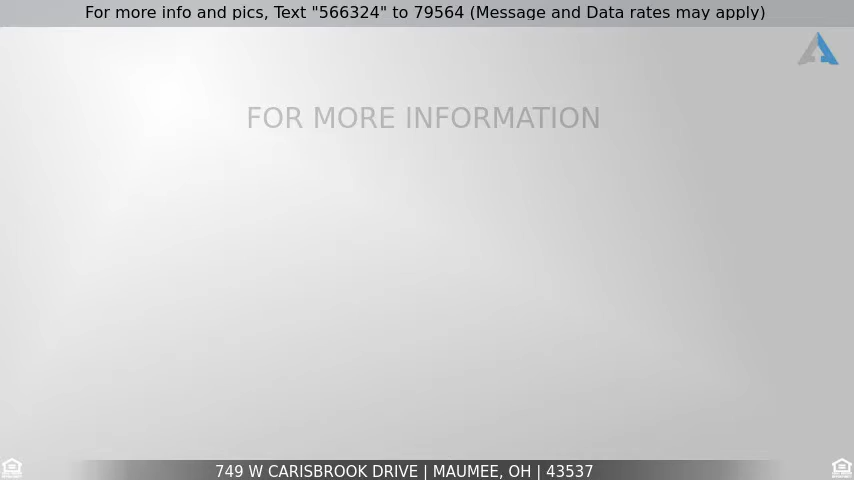 For more info and pics, Text "566324" to 79564 (Message and Data rates may apply)
FOR MORE INFORMATION
749 W CARISBROOK DRIVE | MAUMEE, OH | 43537